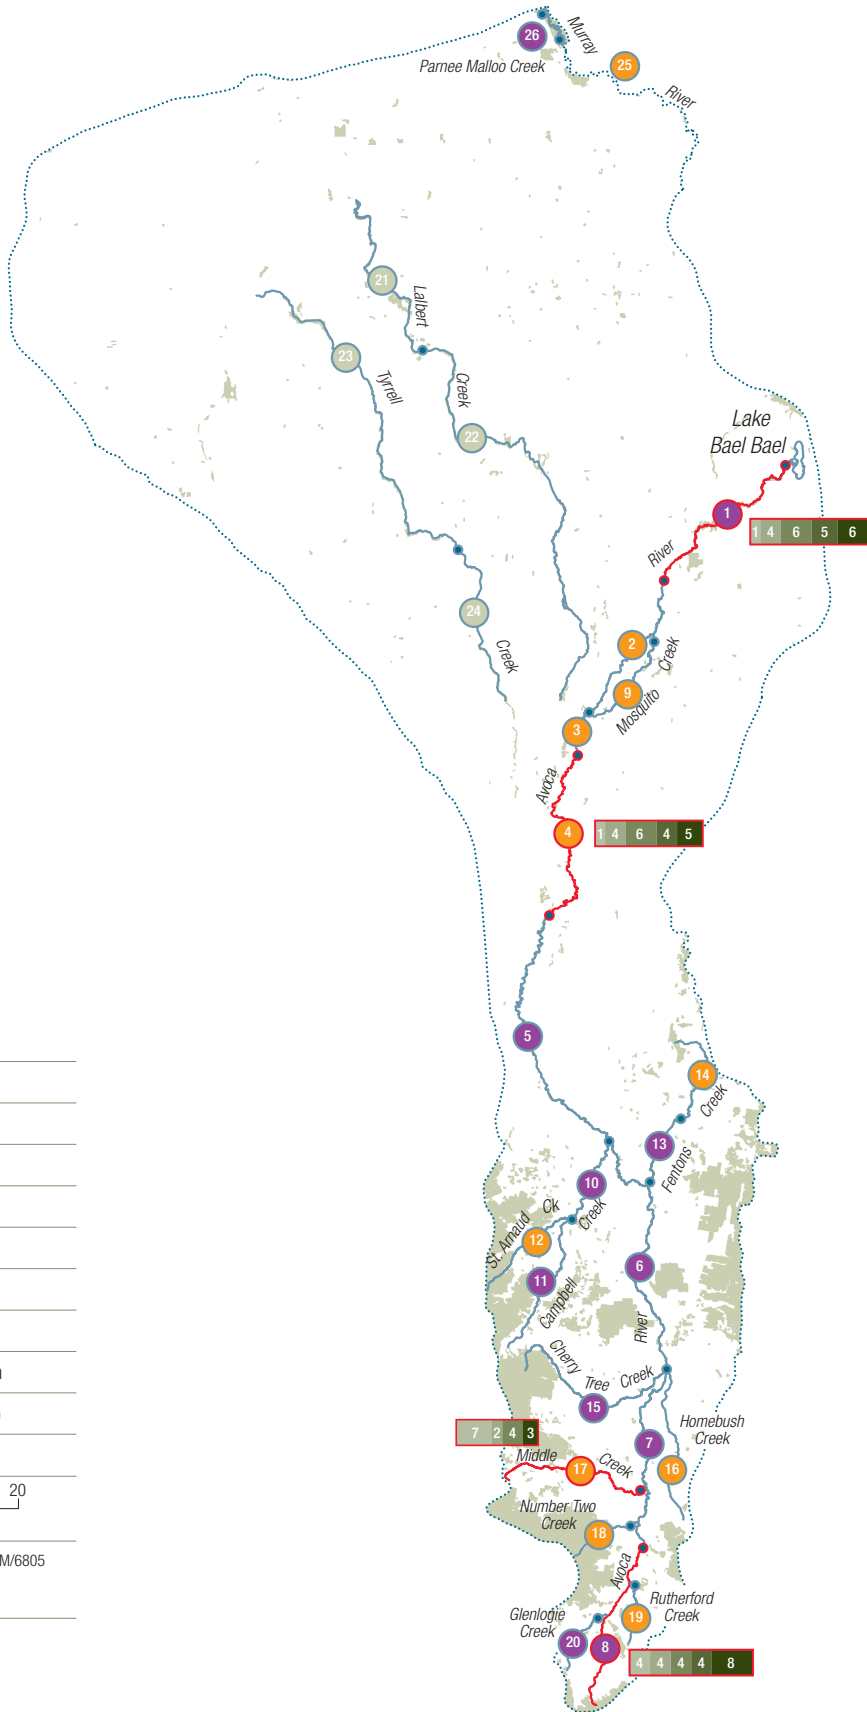 26
Murray
Parnee Malloo Creek
25
River
21
Lalbert
23
Tyrrell
Creek
22
Lake
Bael Bael
1
1 4 6 5 6
River
24
Creek
2
Creek
9
Mosquito
3
Avoca
4
1 4 6 4 5
5
14
Creek
13
Fentons
10
Ck
Creek
St. Arnaud
12
11
Campbell
6
River
Cherry
Tree
Creek
15
Homebush
Creek
7 2 4 3
7
Middle
17
Creek
16
20
Number Two
Creek
18
M/6805
Avoca
Rutherford
Creek
Glenlogie
Creek
19
20
8
4 4 4 4 8